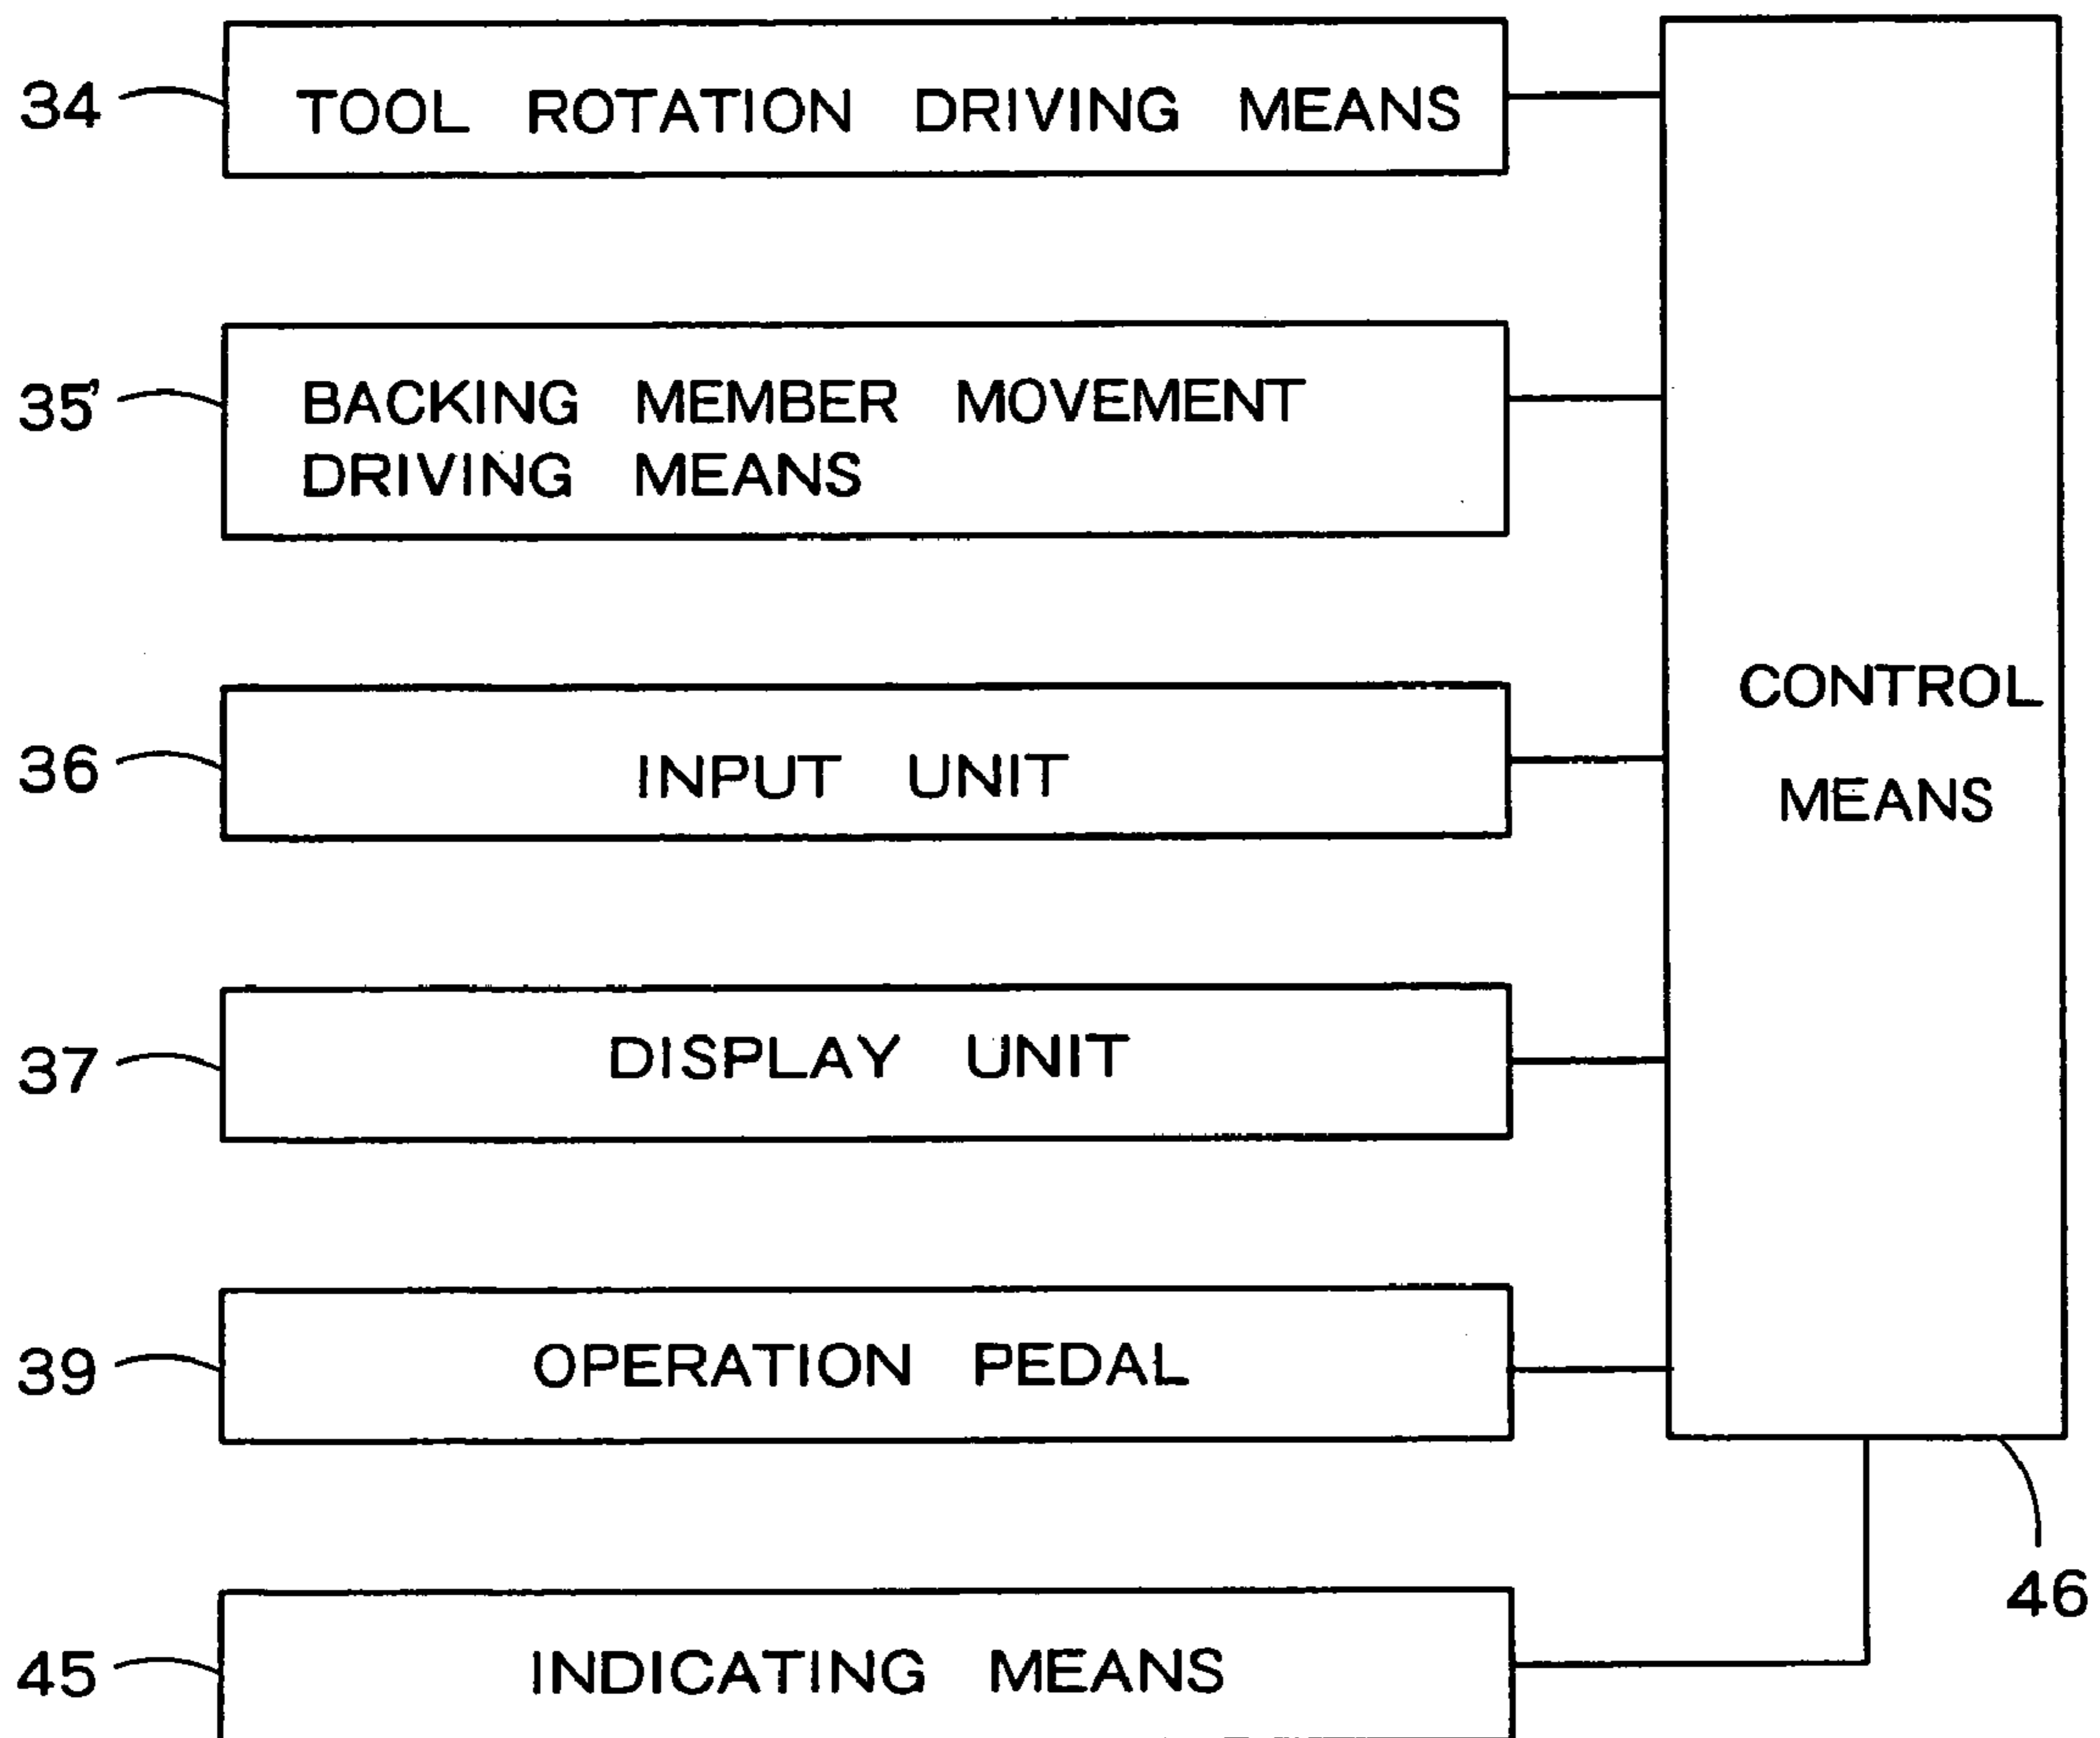 34 TOOL ROTATION DRIVING MEANS
35' BACKING MEMBER MOVEMENT
DRIVING MEANS
36 INPUT UNIT
CONTROL
MEANS
37 DISPLAY UNIT
39 OPERATION PEDAL
46
45 INDICATING MEANS